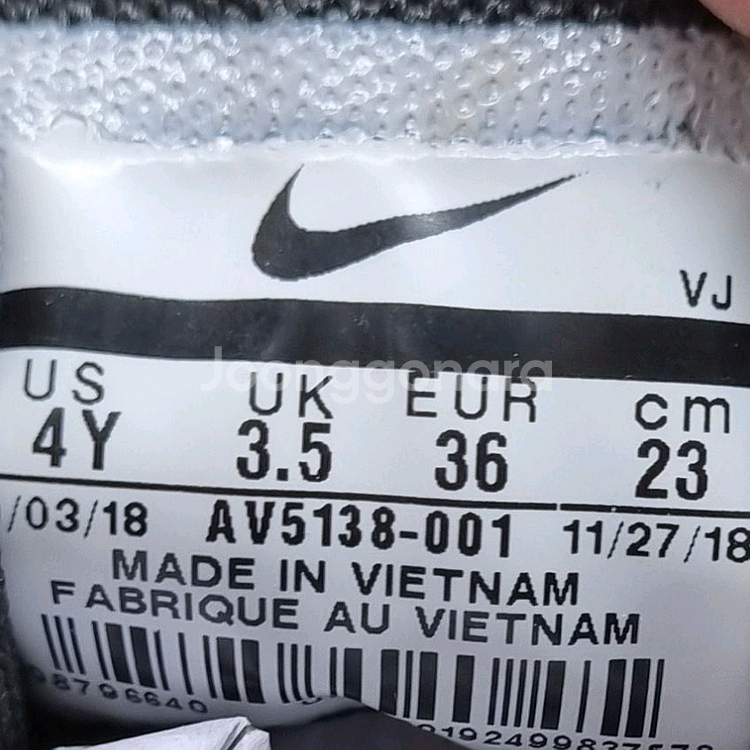 VJ
Joonggonara
US UK EUR cm
4Y 3.5 36 23
/03/18 AV5138-001 11/27/18
MADE IN VIETNAM
FABRIQUE AU VIETNAM